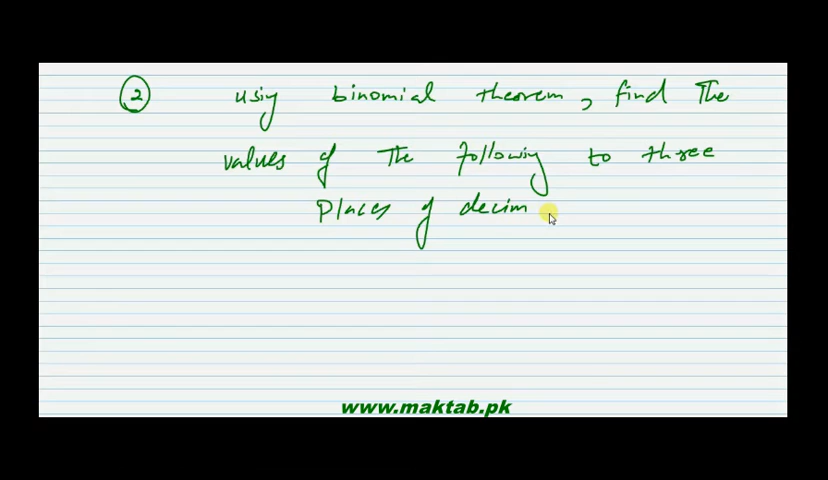 ② using binomial theorem, find the
values of the following to three
places of decim
www.maktab.pk